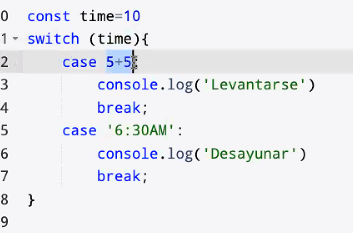 0 const time=10
1 switch (time){
2 case 5+5:
3 console.log('Levantarse')
4 break;
5 case '6:30AM':
6 console.log('Desayunar')
7 break;
8 }
9